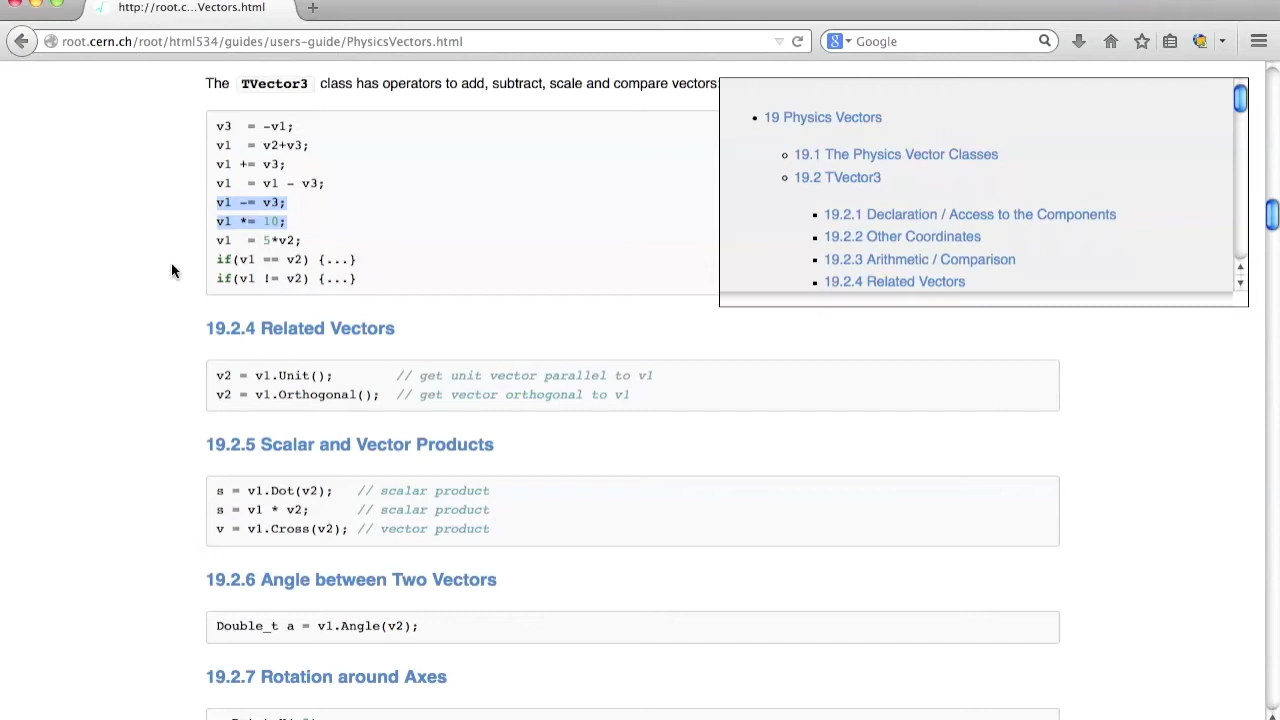 http://root.c...Vectors.html
root.cern.ch/root/html534/guides/users-guide/PhysicsVectors.html
Google
The TVector3 class has operators to add, subtract, scale and compare vectors:
v3  = -v1;
v1  = v2+v3;
v1 += v3;
v1  = v1 - v3;
v1 -= v3;
v1 *= 10;
v1  = 5*v2;
if(v1 == v2) {...}
if(v1 != v2) {...}
19 Physics Vectors
19.1 The Physics Vector Classes
19.2 TVector3
19.2.1 Declaration / Access to the Components
19.2.2 Other Coordinates
19.2.3 Arithmetic / Comparison
19.2.4 Related Vectors
19.2.4 Related Vectors
v2 = v1.Unit();       // get unit vector parallel to v1
v2 = v1.Orthogonal(); // get vector orthogonal to v1
19.2.5 Scalar and Vector Products
s = v1.Dot(v2);   // scalar product
s = v1 * v2;      // scalar product
v = v1.Cross(v2); // vector product
19.2.6 Angle between Two Vectors
Double_t a = v1.Angle(v2);
19.2.7 Rotation around Axes